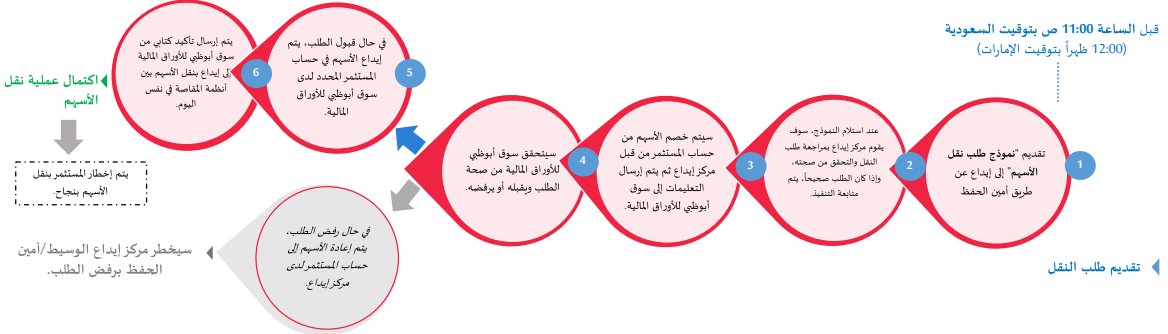 قبل الساعة 11:00 ص بتوقيت السعودية
(12:00 ظهراً بتوقيت الإمارات)
تقديم طلب النقل
1
تقديم "نموذج طلب نقل
الأسهم" إلى إيداع عن
طريق أمين الحفظ
2
عند استلام النموذج، سوف
يقوم مركز إيداع بمراجعة طلب
النقل والتحقق من صحته،
وإذا كان الطلب صحيحاً، يتم
متابعة التنفيذ.
3
سيتم خصم الأسهم من
حساب المستثمر من قبل
مركز إيداع ثم يتم إرسال
التعليمات إلى سوق
أبوظبي للأوراق المالية.
4
سيتحقق سوق أبوظبي
للأوراق المالية من صحة
الطلب ويقبله أو يرفضه.
5
في حال قبول الطلب، يتم
إيداع الأسهم في حساب
المستثمر المحدد لدى
سوق أبوظبي للأوراق
المالية.
6
يتم إرسال تأكيد كتابي من
سوق أبوظبي للأوراق المالية
إلى إيداع بنقل الأسهم بين
أنظمة المقاصة في نفس
اليوم.
اكتمال عملية نقل
الأسهم
يتم إخطار المستثمر بنقل
الأسهم بنجاح.
في حال رفض الطلب،
يتم إعادة الأسهم إلى
حساب المستثمر لدى
مركز إيداع.
سيخطر مركز إيداع الوسيط/أمين
الحفظ برفض الطلب.